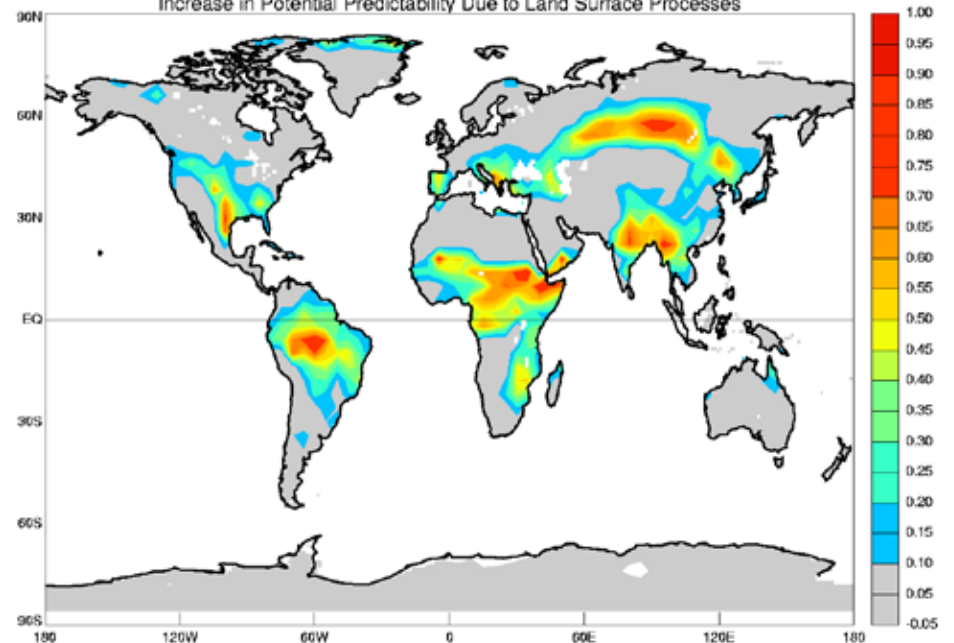 Increase in Potential Predictability Due to Land Surface Processes
90N
60N
30N
EQ
30S
60S
90S
180
120W
60W
0
60E
120E
180
1.00
0.95
0.90
0.85
0.80
0.75
0.70
0.65
0.60
0.55
0.50
0.45
0.40
0.35
0.30
0.25
0.20
0.15
0.10
0.05
-0.05